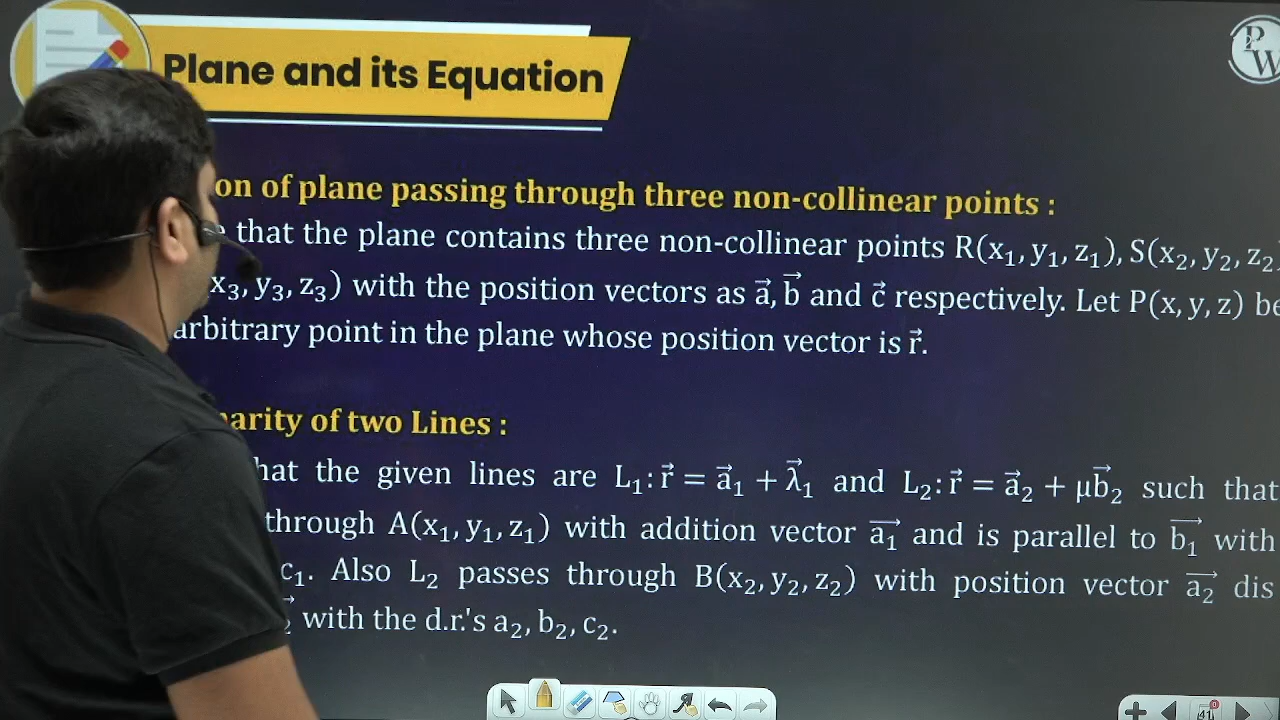 Plane and its Equation
PW
on of plane passing through three non-collinear points :
that the plane contains three non-collinear points R(x₁, y₁, z₁), S(x₂, y₂, z₂
x₃, y₃, z₃) with the position vectors as a⃗, b⃗ and c⃗ respectively. Let P(x, y, z) be
arbitrary point in the plane whose position vector is r⃗.
arity of two Lines :
hat the given lines are L₁: r⃗ = a⃗₁ + λ⃗₁ and L₂: r⃗ = a⃗₂ + μb⃗₂ such that
through A(x₁, y₁, z₁) with addition vector a⃗₁ and is parallel to b⃗₁ with
c₁. Also L₂ passes through B(x₂, y₂, z₂) with position vector a⃗₂ dis
₂ with the d.r.'s a₂, b₂, c₂.
41